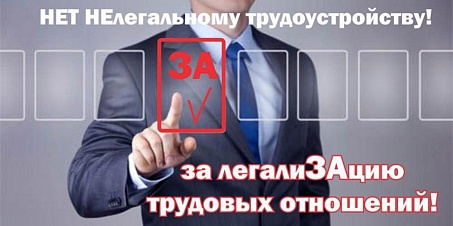 НЕТ НЕлегальному трудоустройству!
ЗА
за легалиЗАцию
трудовых отношений!